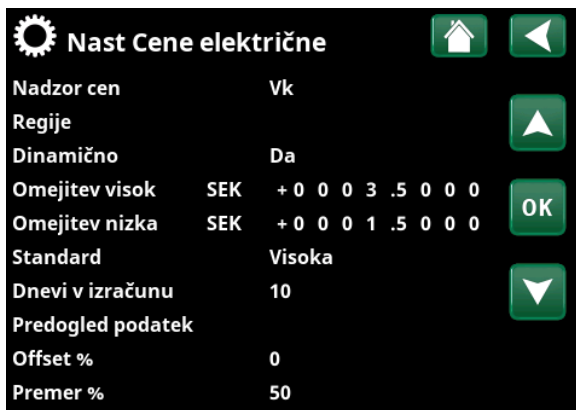 Nast Cene električne
Nadzor cen Vk
Regije
Dinamično Da
Omejitev visok SEK +0 0 0 3 .5 0 0 0
Omejitev nizka SEK +0 0 0 1 .5 0 0 0
OK
Standard Visoka
Dnevi v izračunu 10
Predogled podatek
Offset % 0
Premer % 50